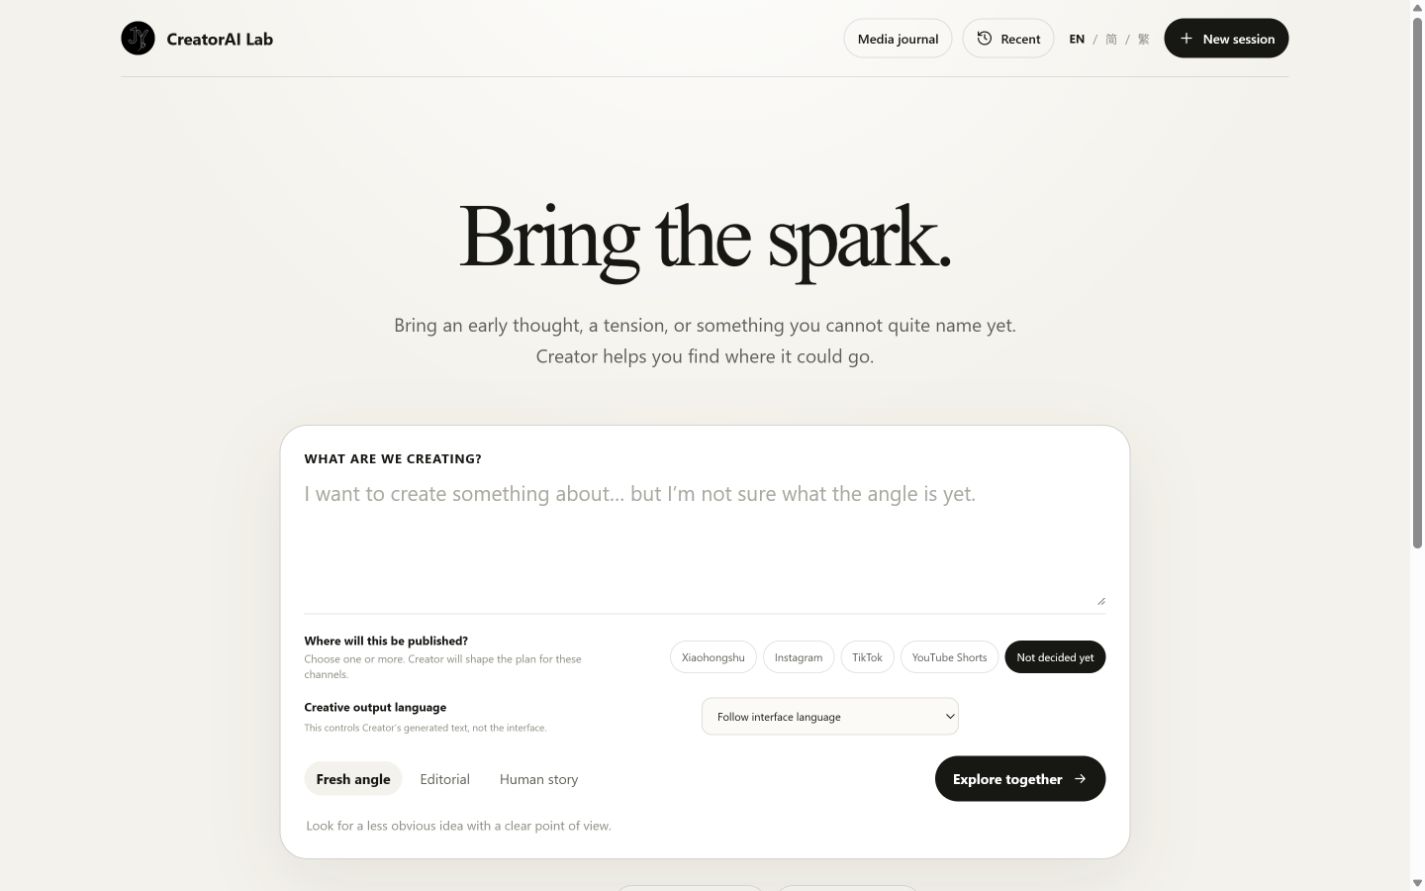 JY CreatorAI Lab
Media journal
Recent
EN / 简 / 繁
New session
Bring the spark.
Bring an early thought, a tension, or something you cannot quite name yet.
Creator helps you find where it could go.
WHAT ARE WE CREATING?
I want to create something about... but I’m not sure what the angle is yet.
Where will this be published?
Choose one or more. Creator will shape the plan for these
channels.
Xiaohongshu
Instagram
TikTok
YouTube Shorts
Not decided yet
Creative output language
This controls Creator’s generated text, not the interface.
Follow interface language
Fresh angle
Editorial
Human story
Explore together
Look for a less obvious idea with a clear point of view.